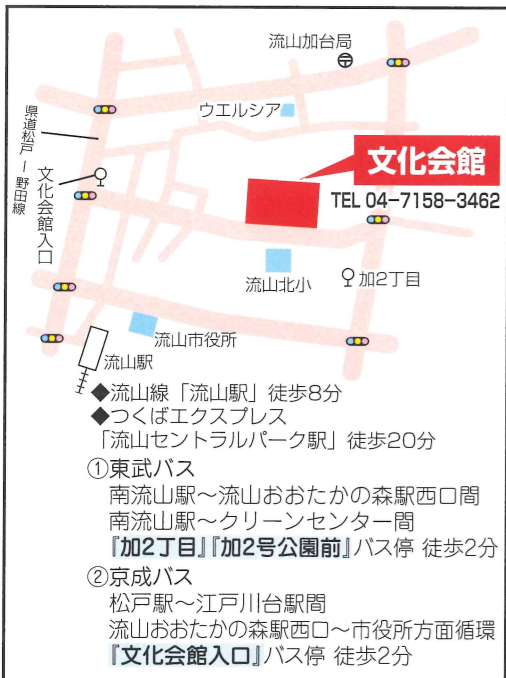 流山加台局
ウエルシア
県道松戸ー野田線
文化会館入口
文化会館
TEL 04-7158-3462
流山北小
加2丁目
流山市役所
流山駅
◆流山線「流山駅」徒歩8分
◆つくばエクスプレス
「流山セントラルパーク駅」徒歩20分
①東武バス
南流山駅〜流山おおたかの森駅西口間
南流山駅〜クリーンセンター間
『加2丁目』『加2号公園前』バス停 徒歩2分
②京成バス
松戸駅〜江戸川台駅間
流山おおたかの森駅西口〜市役所方面循環
『文化会館入口』バス停 徒歩2分